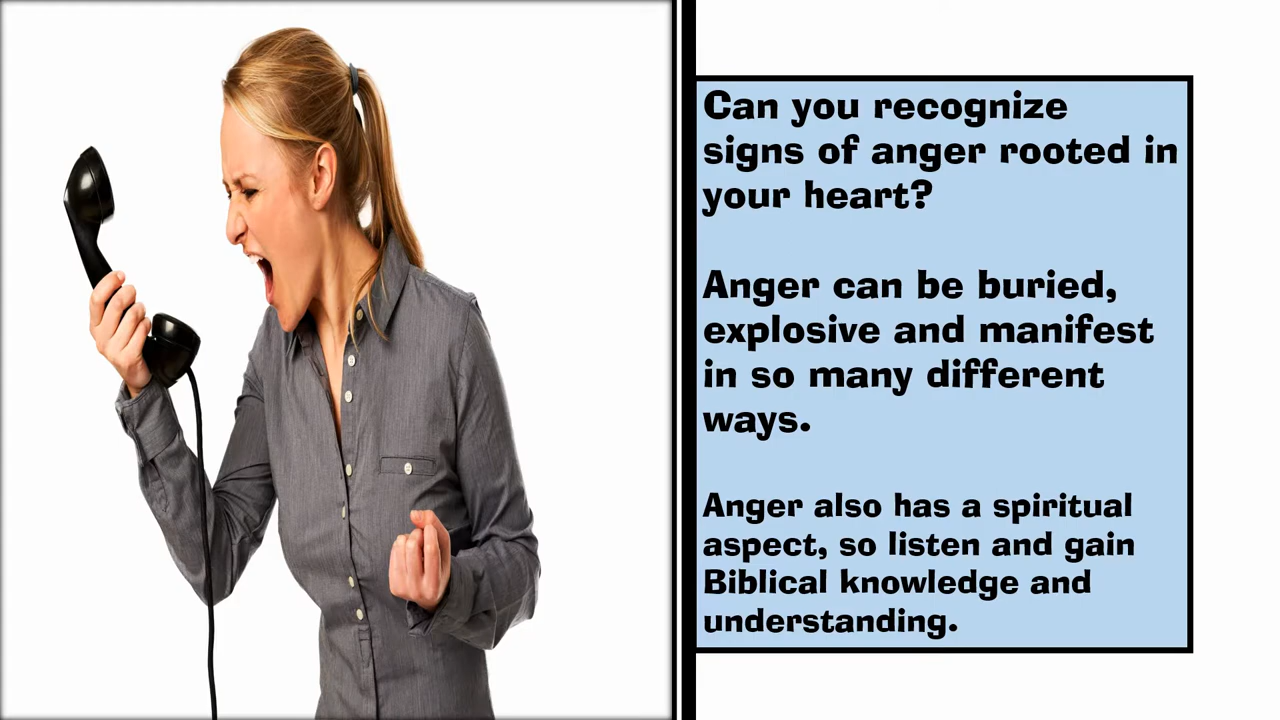 Can you recognize
signs of anger rooted in
your heart?
Anger can be buried,
explosive and manifest
in so many different
ways.
Anger also has a spiritual
aspect, so listen and gain
Biblical knowledge and
understanding.